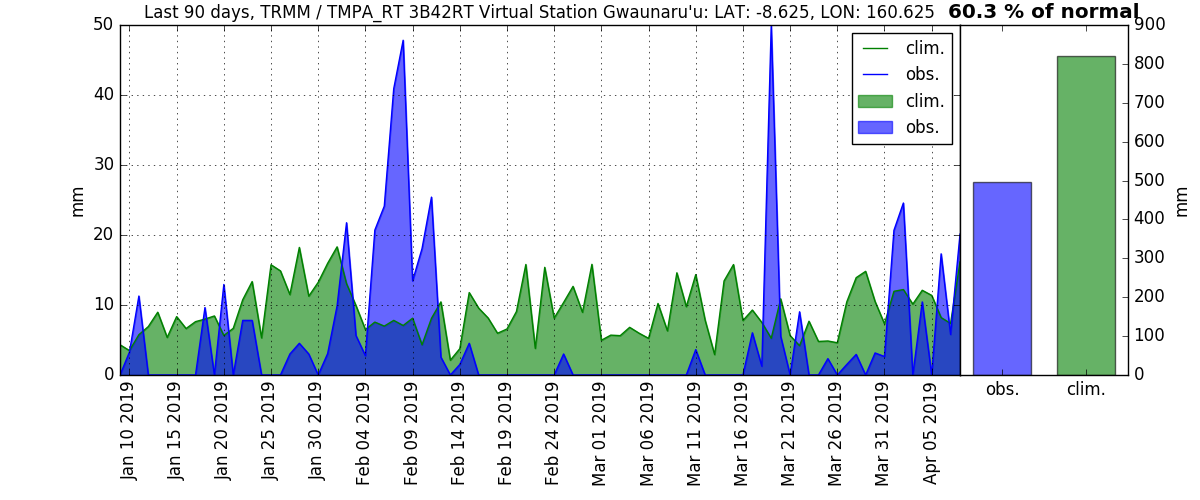 Last 90 days, TRMM / TMPA_RT 3B42RT Virtual Station Gwaunaru'u: LAT: -8.625, LON: 160.625 60.3 % of normal
50
40
30
20
10
0
mm
clim.
obs.
clim.
obs.
Jan 10 2019
Jan 15 2019
Jan 20 2019
Jan 25 2019
Jan 30 2019
Feb 04 2019
Feb 09 2019
Feb 14 2019
Feb 19 2019
Feb 24 2019
Mar 01 2019
Mar 06 2019
Mar 11 2019
Mar 16 2019
Mar 21 2019
Mar 26 2019
Mar 31 2019
Apr 05 2019
900
800
700
600
500
400
300
200
100
0
mm
obs. clim.